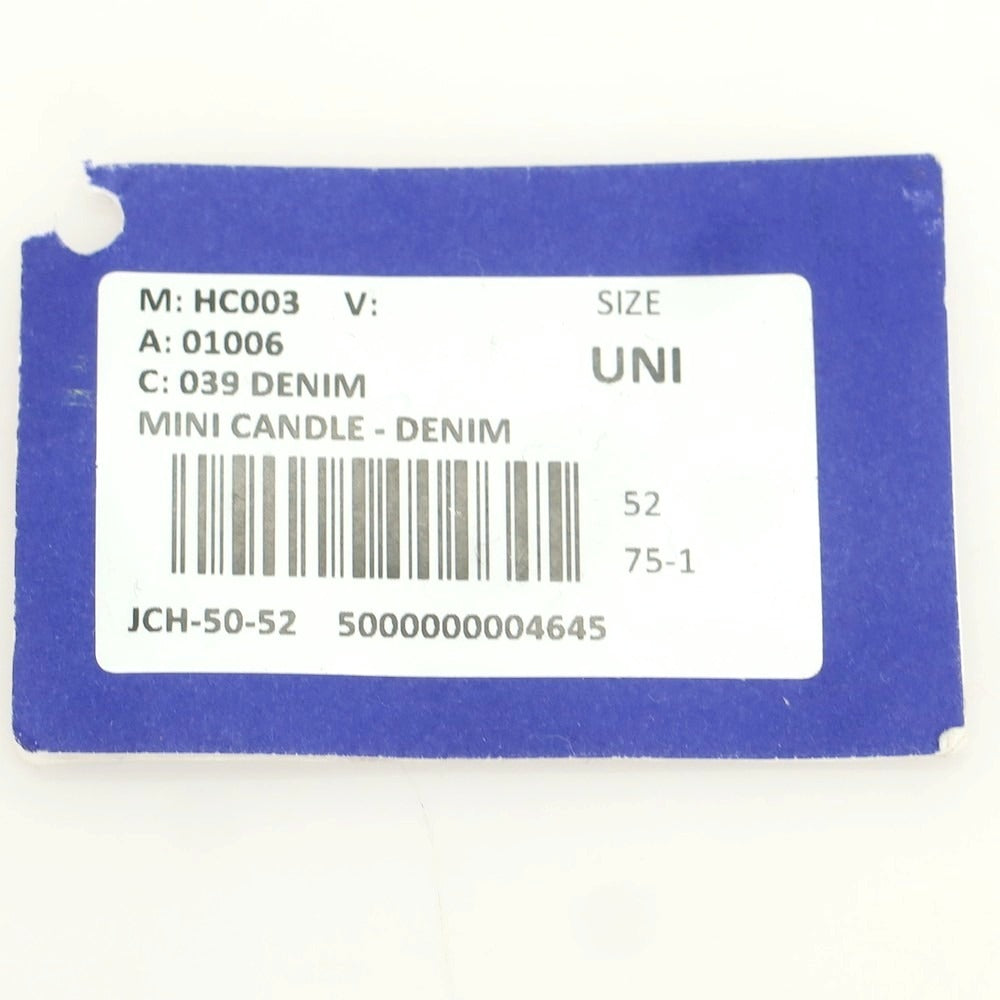 M: HC003 V: SIZE
A: 01006
UNI
C: 039 DENIM
MINI CANDLE - DENIM
52
75-1
JCH-50-52 5000000004645